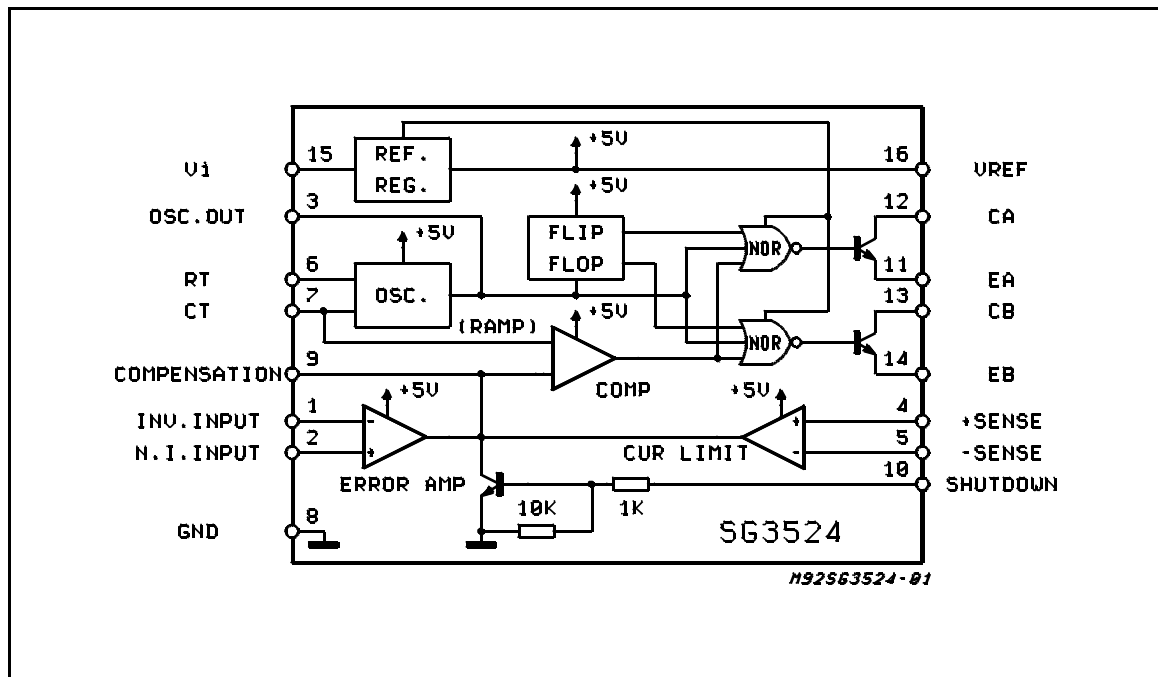 +5V
15 REF. 16
Vi REG. VREF
+5V
3 12
OSC.OUT CA
+5V FLIP NOR
6 FLOP 11
RT OSC. EA
7 13
CT (RAMP) +5V CB
NOR
9 14
COMPENSATION COMP EB
+5V +5V
1 4
INV.INPUT - + +SENSE
2 5
N.I.INPUT + CUR LIMIT - -SENSE
10
ERROR AMP SHUTDOWN
10K 1K
8
GND SG3524
M92SG3524-01